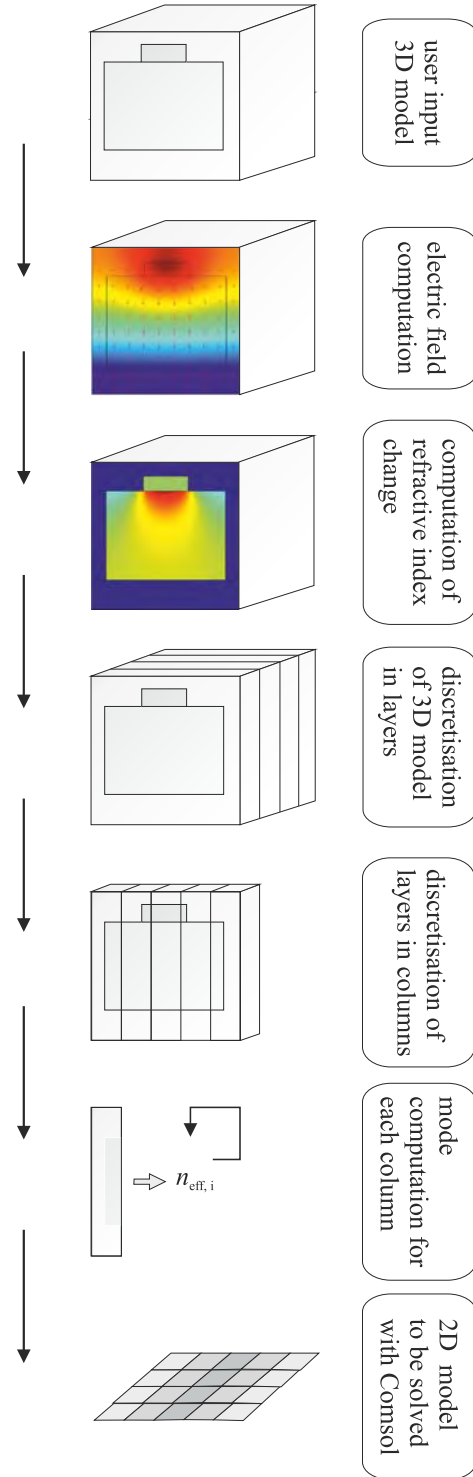 user input
3D model
electric field
computation
computation of
refractive index
change
discretisation
of 3D model
in layers
discretisation of
layers in columns
mode
computation for
each column
n eff, i
2D model
to be solved
with Comsol